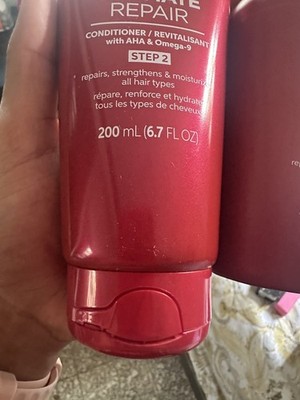 REPAIR
CONDITIONER / REVITALISANT
with AHA & Omega-9
STEP 2
repairs, strengthens & moisturiz
all hair types
répare, renforce et hydrate
tous les types de cheveux
200 mL (6.7 FL OZ)